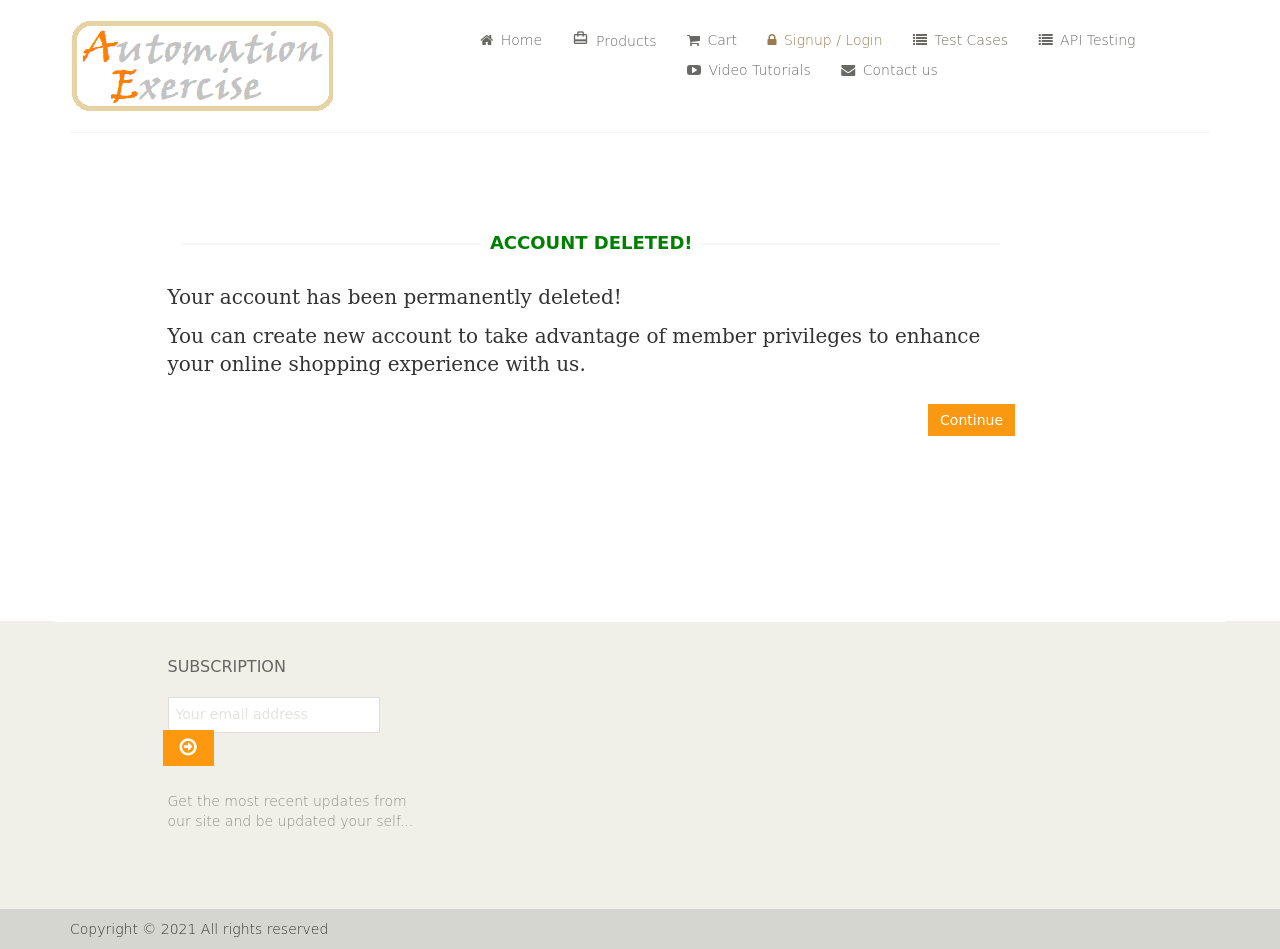 Automation
Exercise
Home
Products
Cart
Signup / Login
Test Cases
API Testing
Video Tutorials
Contact us
ACCOUNT DELETED!
Your account has been permanently deleted!
You can create new account to take advantage of member privileges to enhance
your online shopping experience with us.
Continue
SUBSCRIPTION
Your email address
Get the most recent updates from
our site and be updated your self...
Copyright © 2021 All rights reserved